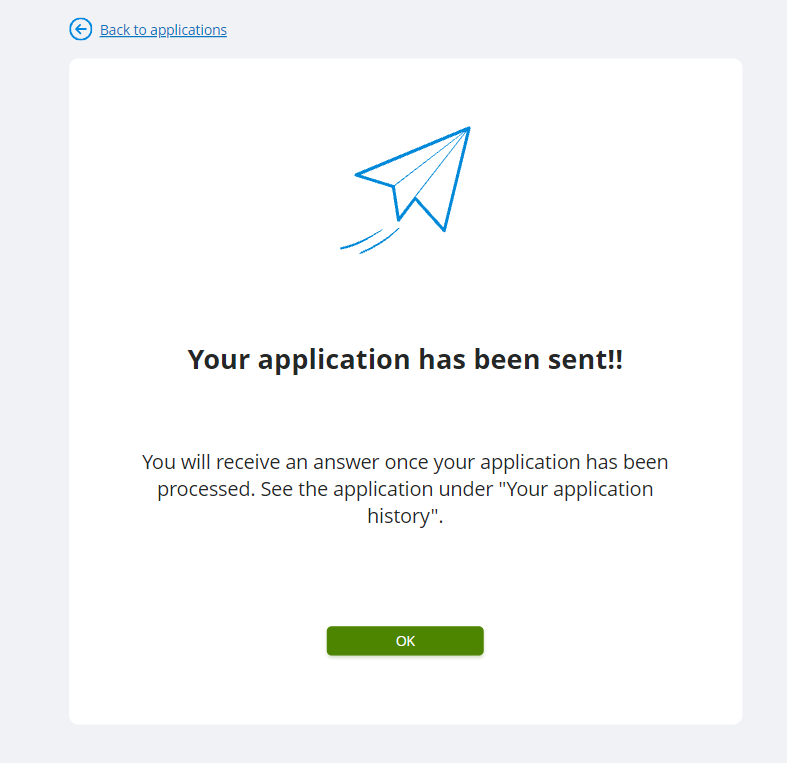 Back to applications
Your application has been sent!!
You will receive an answer once your application has been
processed. See the application under "Your application
history".
OK